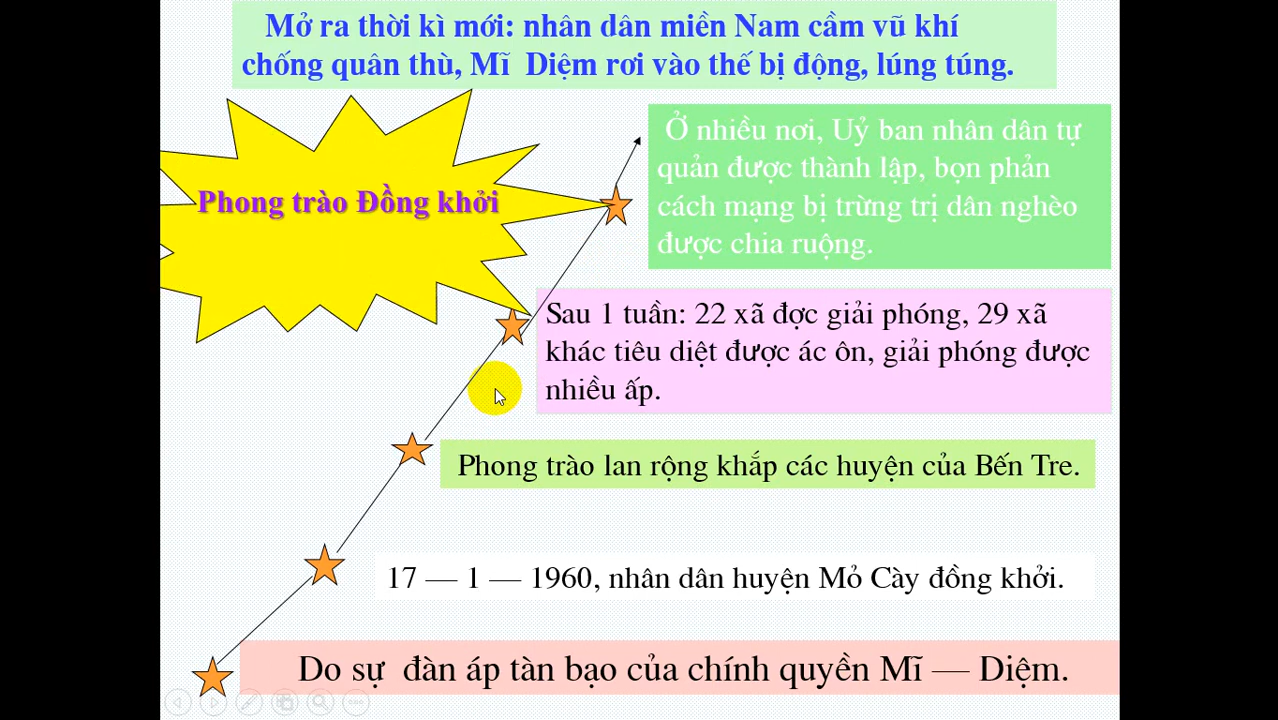 Mở ra thời kì mới: nhân dân miền Nam cầm vũ khí
chống quân thù, Mĩ Diệm rơi vào thế bị động, lúng túng.
Phong trào Đồng khởi
Ở nhiều nơi, Uỷ ban nhân dân tự
quản được thành lập, bọn phản
cách mạng bị trừng trị dân nghèo
được chia ruộng.
Sau 1 tuần: 22 xã đợc giải phóng, 29 xã
khác tiêu diệt được ác ôn, giải phóng được
nhiều ấp.
Phong trào lan rộng khắp các huyện của Bến Tre.
17 — 1 — 1960, nhân dân huyện Mỏ Cày đồng khởi.
Do sự đàn áp tàn bạo của chính quyền Mĩ — Diệm.